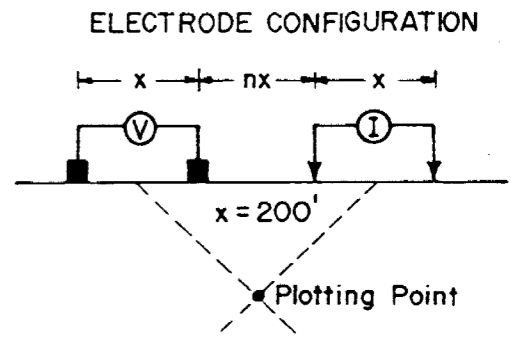 ELECTRODE CONFIGURATION
x nx x
V I
x = 200'
Plotting Point